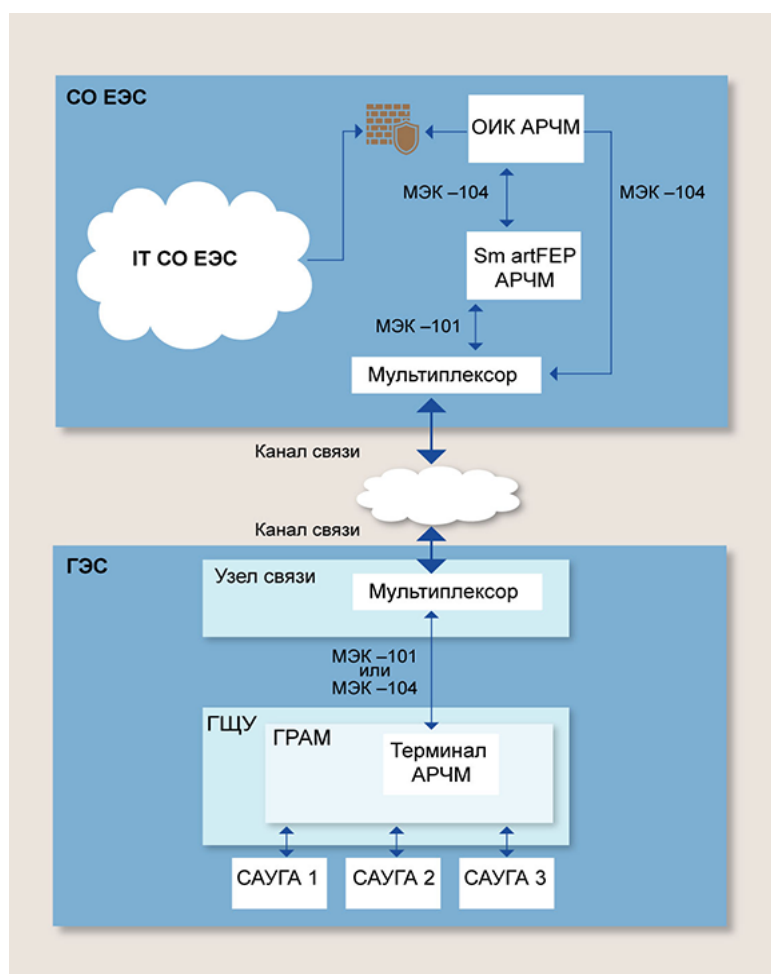 СО ЕЭС
ОИК АРЧМ
МЭК –104
МЭК –104
IT СО ЕЭС
Sm artFEP
АРЧМ
МЭК –101
Мультиплексор
Канал связи
Канал связи
ГЭС
Узел связи
Мультиплексор
МЭК –101
или
МЭК –104
ГЩУ
ГРАМ
Терминал
АРЧМ
САУГА 1
САУГА 2
САУГА 3